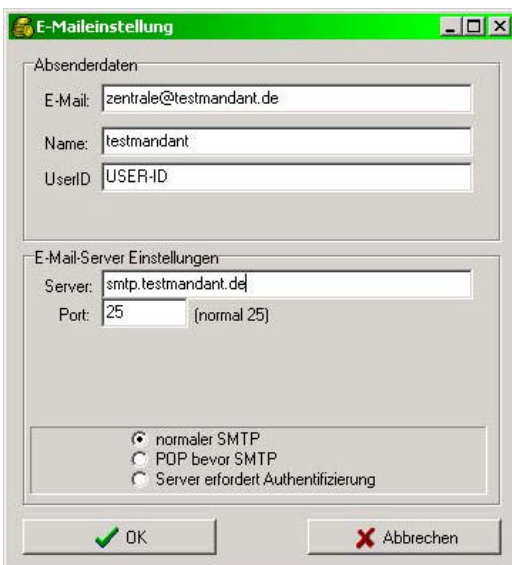 E-Maileinstellung
Absenderdaten
E-Mail: zentrale@testmandant.de
Name: testmandant
UserID USER-ID
E-Mail-Server Einstellungen
Server: smtp.testmandant.de
Port: 25 (normal 25)
normaler SMTP
POP bevor SMTP
Server erfordert Authentifizierung
OK Abbrechen